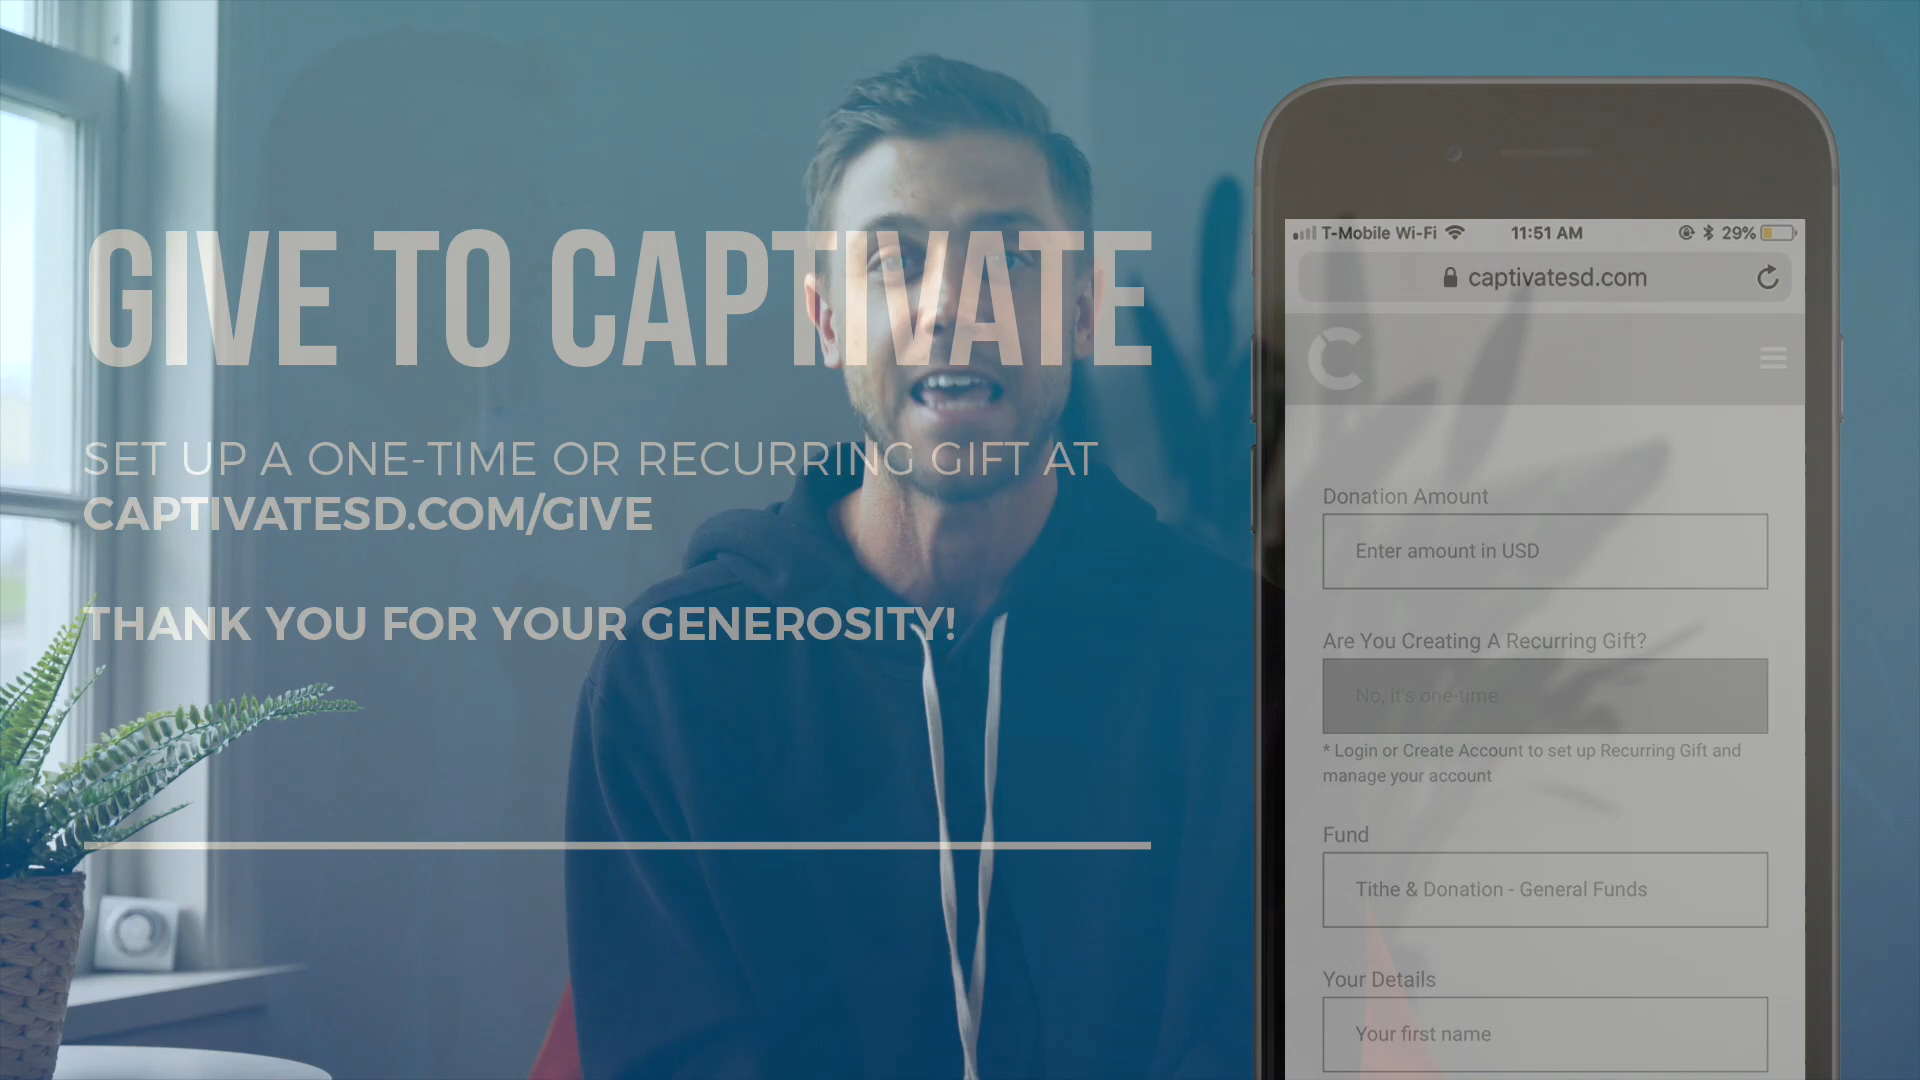 GIVE TO CAPTIVATE
SET UP A ONE-TIME OR RECURRING GIFT AT
CAPTIVATESD.COM/GIVE
THANK YOU FOR YOUR GENEROSITY!
T-Mobile Wi-Fi 11:51 AM 29%
captivatesd.com
Donation Amount
Enter amount in USD
Are You Creating A Recurring Gift?
No, it's one-time
* Login or Create Account to set up Recurring Gift and
manage your account
Fund
Tithe & Donation - General Funds
Your Details
Your first name